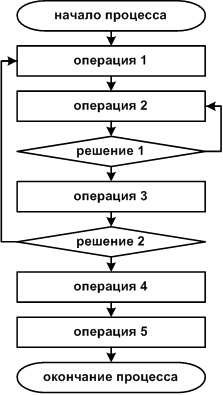 начало процесса
операция 1
операция 2
решение 1
операция 3
решение 2
операция 4
операция 5
окончание процесса